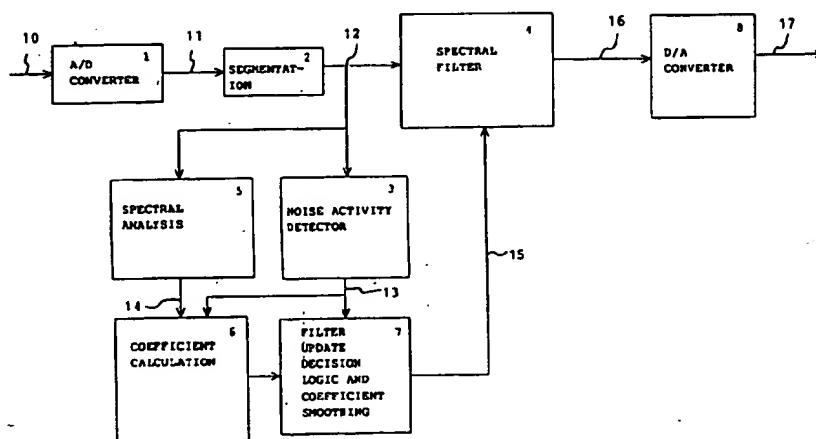 10
11
12
16
17
A/D
CONVERTER
1
SEGMENTAT-
ION
2
SPECTRAL
FILTER
4
D/A
CONVERTER
8
SPECTRAL
ANALYSIS
5
NOISE ACTIVITY
DETECTOR
3
15
14
13
COEFFICIENT
CALCULATION
6
FILTER
UPDATE
DECISION
LOGIC AND
COEFFICIENT
SMOOTHING
7